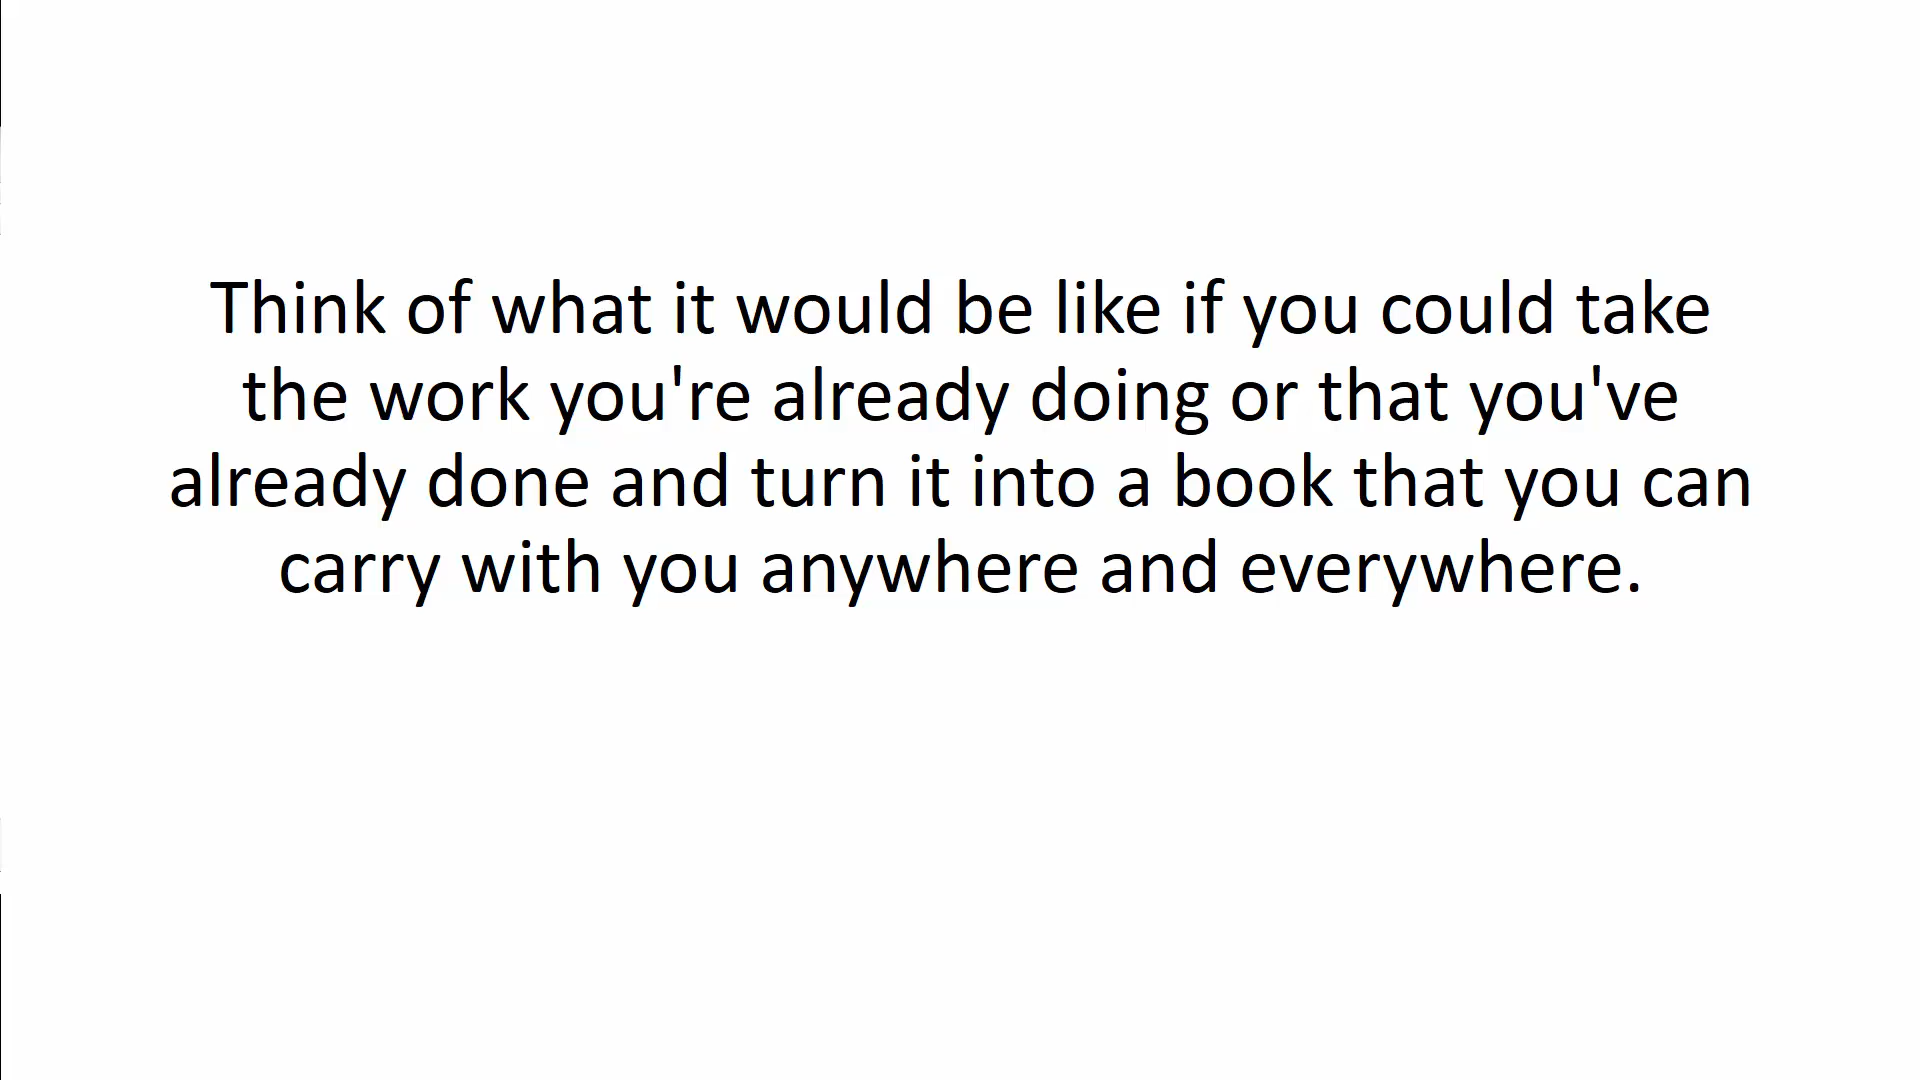 Think of what it would be like if you could take
the work you're already doing or that you've
already done and turn it into a book that you can
carry with you anywhere and everywhere.